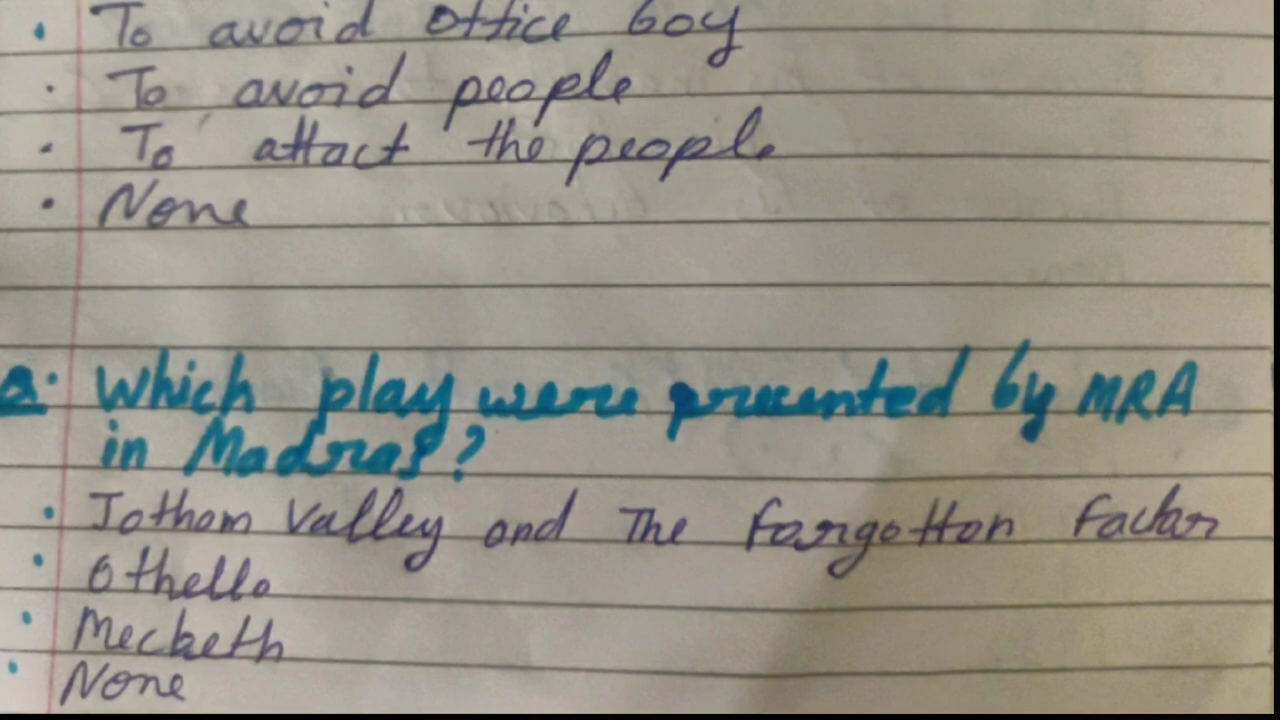 • To avoid office boy
• To avoid people
• To attact the people
• None
Q. Which play were presented by MRA
in Madras?
• Jothom Valley and The Forgotton Factor
• Othello
• Mecbeth
• None